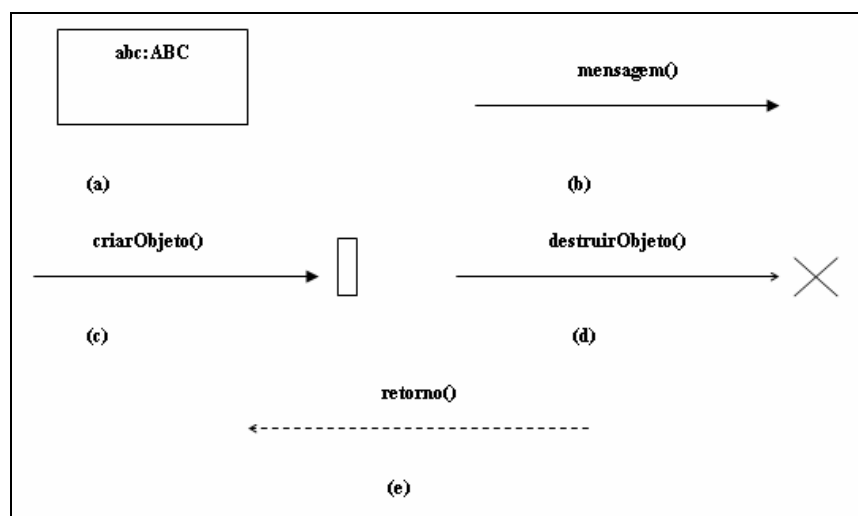 abc:ABC
mensagem()
(a)
(b)
criarObjeto()
destruirObjeto()
(c)
(d)
retorno()
(e)